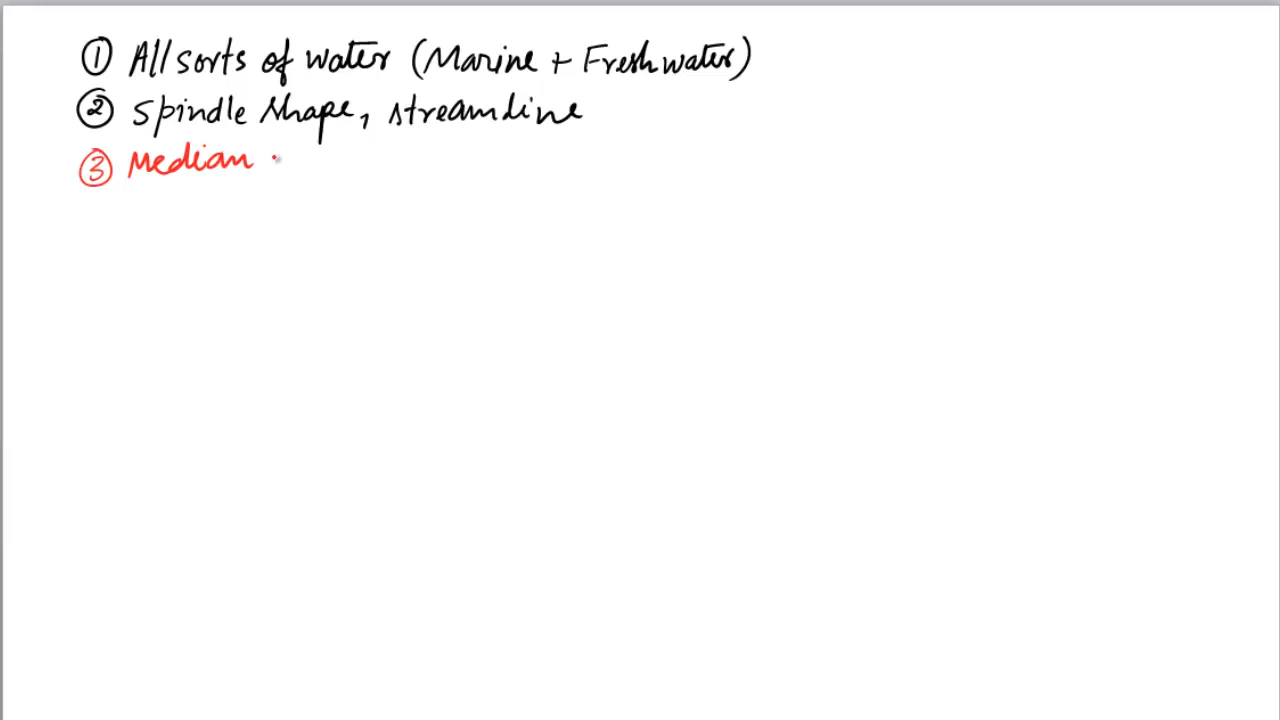 ① All sorts of water (Marine + Freshwater)
② Spindle shape, streamline
③ Median